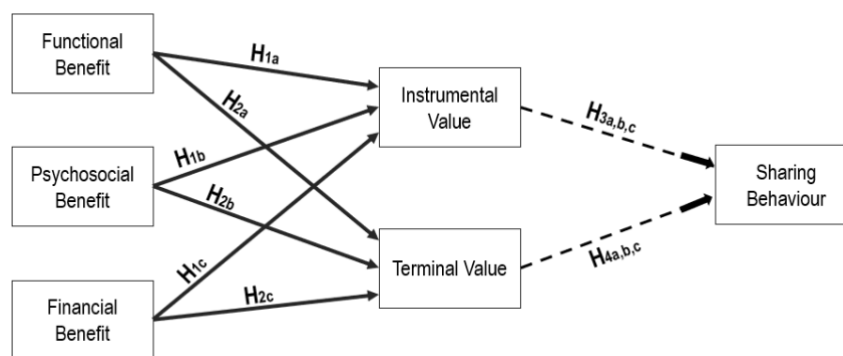 Functional
Benefit
H1a
H2a
Instrumental
Value
H3a,b,c
Psychosocial
Benefit
H1b
H2b
Sharing
Behaviour
H1c
Terminal Value
H4a,b,c
Financial
Benefit
H2c